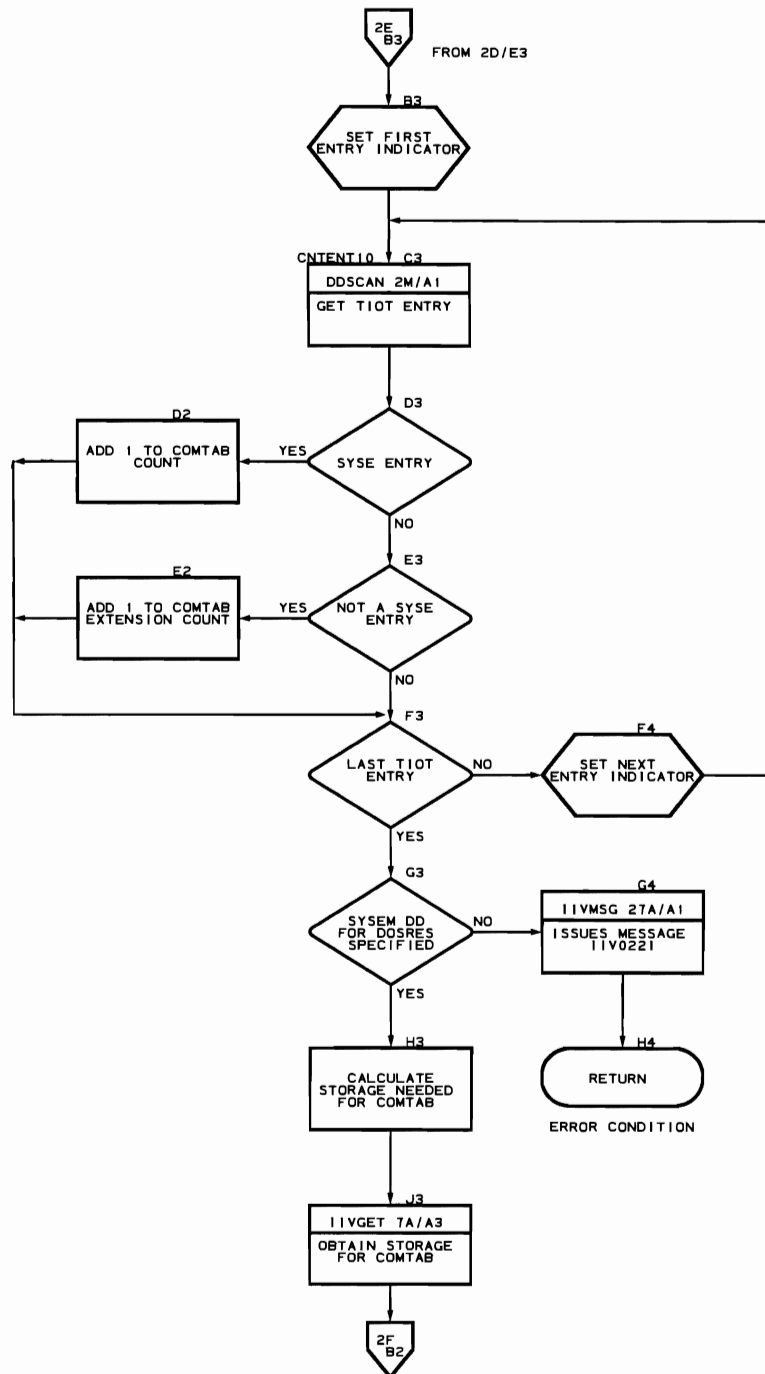 2E
B3
FROM 2D/E3
B3
SET FIRST
ENTRY INDICATOR
CNTENT10 C3
DDSCAN 2M/A1
GET TIOT ENTRY
D3
D2
SYSE ENTRY
YES
ADD 1 TO COMTAB
COUNT
NO
E3
E2
NOT A SYSE
ENTRY
YES
ADD 1 TO COMTAB
EXTENSION COUNT
NO
F3
LAST TIOT
ENTRY
NO
F4
SET NEXT
ENTRY INDICATOR
YES
G3
SYSEM DD
FOR DOSRES
SPECIFIED
NO
G4
IIVMSG 27A/A1
ISSUES MESSAGE
IIV022I
YES
H3
CALCULATE
STORAGE NEEDED
FOR COMTAB
H4
RETURN
ERROR CONDITION
J3
IIVGET 7A/A3
OBTAIN STORAGE
FOR COMTAB
2F
B2